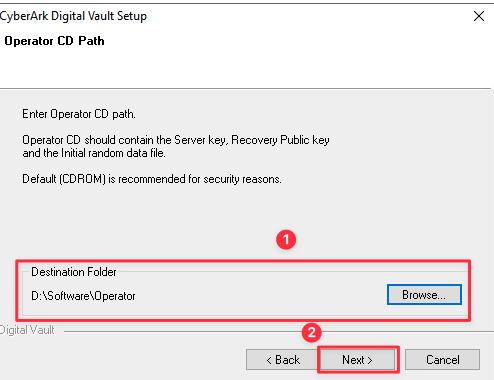 CyberArk Digital Vault Setup
Operator CD Path
Enter Operator CD path.
Operator CD should contain the Server key, Recovery Public key
and the Initial random data file.
Default (CDROM) is recommended for security reasons.
1
Destination Folder
D:\Software\Operator
Browse...
Digital Vault
2
< Back
Next >
Cancel